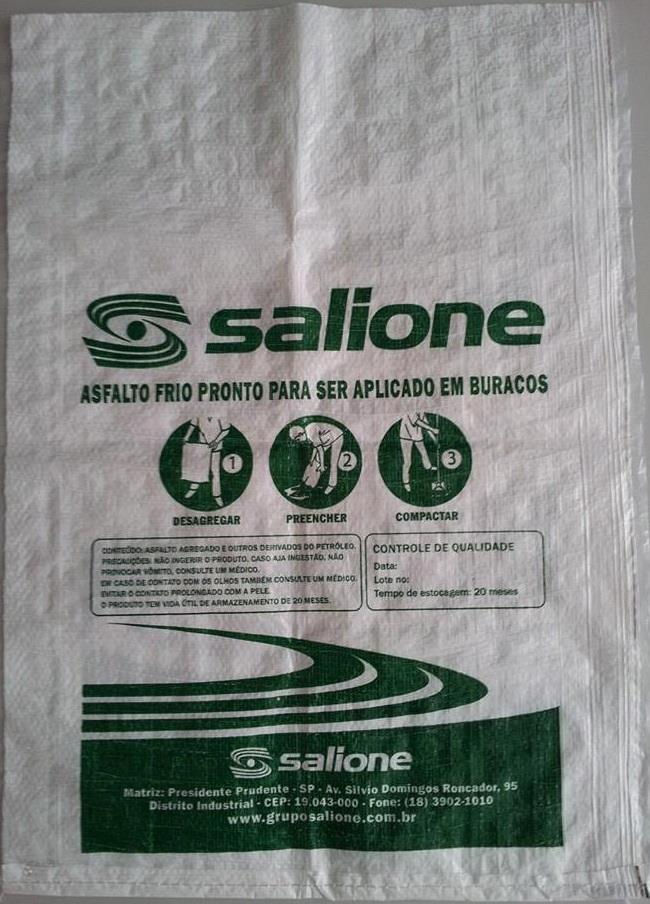 salione
ASFALTO FRIO PRONTO PARA SER APLICADO EM BURACOS
1
2
3
DESAGREGAR
PREENCHER
COMPACTAR
CONTEÚDO: ASFALTO AGREGADO E OUTROS DERIVADOS DO PETRÓLEO.
PRECAUÇÕES: NÃO INGERIR O PRODUTO. CASO AJA INGESTÃO, NÃO
PROVOCAR VÔMITO, CONSULTE UM MÉDICO.
EM CASO DE CONTATO COM OS OLHOS TAMBÉM CONSULTE UM MÉDICO.
EVITAR O CONTATO PROLONGADO COM A PELE.
O PRODUTO TEM VIDA ÚTIL DE ARMAZENAMENTO DE 20 MESES.
CONTROLE DE QUALIDADE
Data:
Lote no:
Tempo de estocagem: 20 meses
salione
Matriz: Presidente Prudente - SP - Av. Silvio Domingos Roncador, 95
Distrito Industrial - CEP: 19.043-000 - Fone: (18) 3902-1010
www.gruposalione.com.br